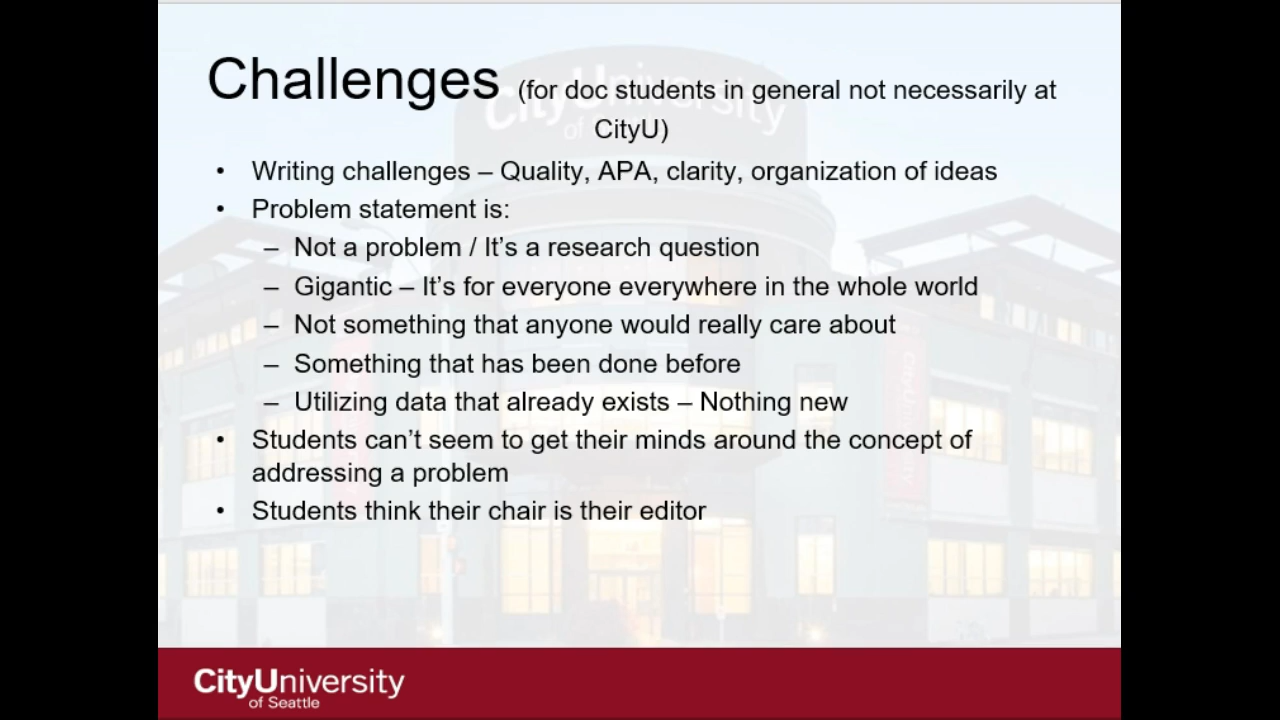 Challenges (for doc students in general not necessarily at
CityU)
• Writing challenges – Quality, APA, clarity, organization of ideas
• Problem statement is:
– Not a problem / It’s a research question
– Gigantic – It’s for everyone everywhere in the whole world
– Not something that anyone would really care about
– Something that has been done before
– Utilizing data that already exists – Nothing new
• Students can’t seem to get their minds around the concept of
addressing a problem
• Students think their chair is their editor
CityUniversity
of Seattle
CityUniversity
of Seattle